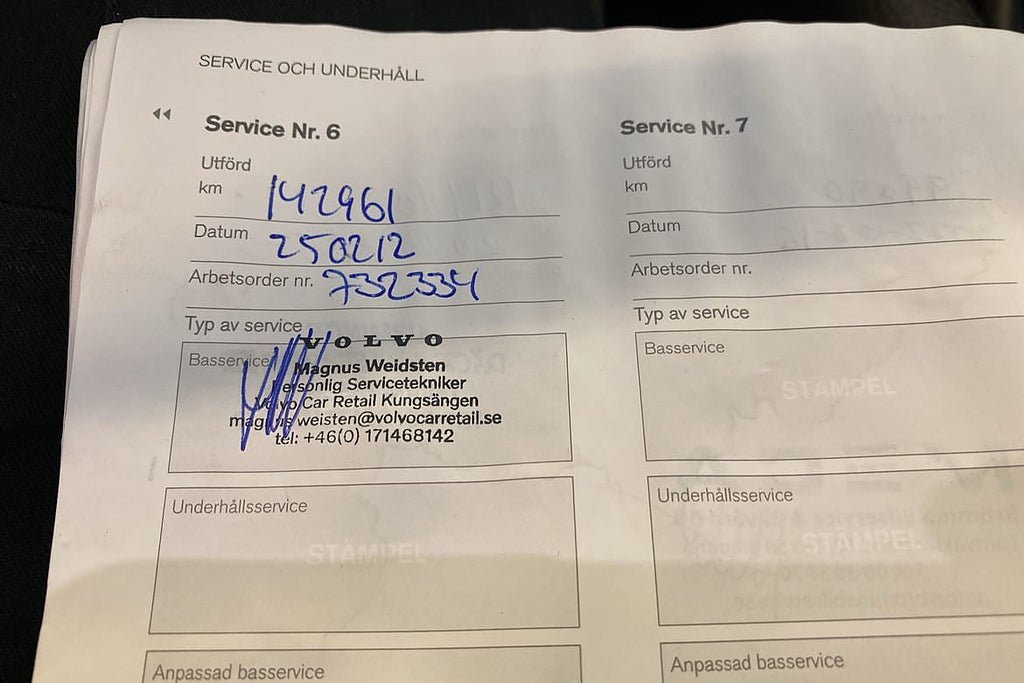 SERVICE OCH UNDERHÅLL
Service Nr. 6
Utförd
km 142961
Datum 250212
Arbetsorder nr. 732334
Typ av service
Basservice
VOLVO
Magnus Weidsten
Personlig Servicetekniker
Volvo Car Retail Kungsängen
magnus.weisten@volvocarretail.se
tel: +46(0) 171468142
Underhållsservice
STÄMPEL
Anpassad basservice
Service Nr. 7
Utförd
km
Datum
Arbetsorder nr.
Typ av service
Basservice
STÄMPEL
Underhållsservice
STÄMPEL
Anpassad basservice